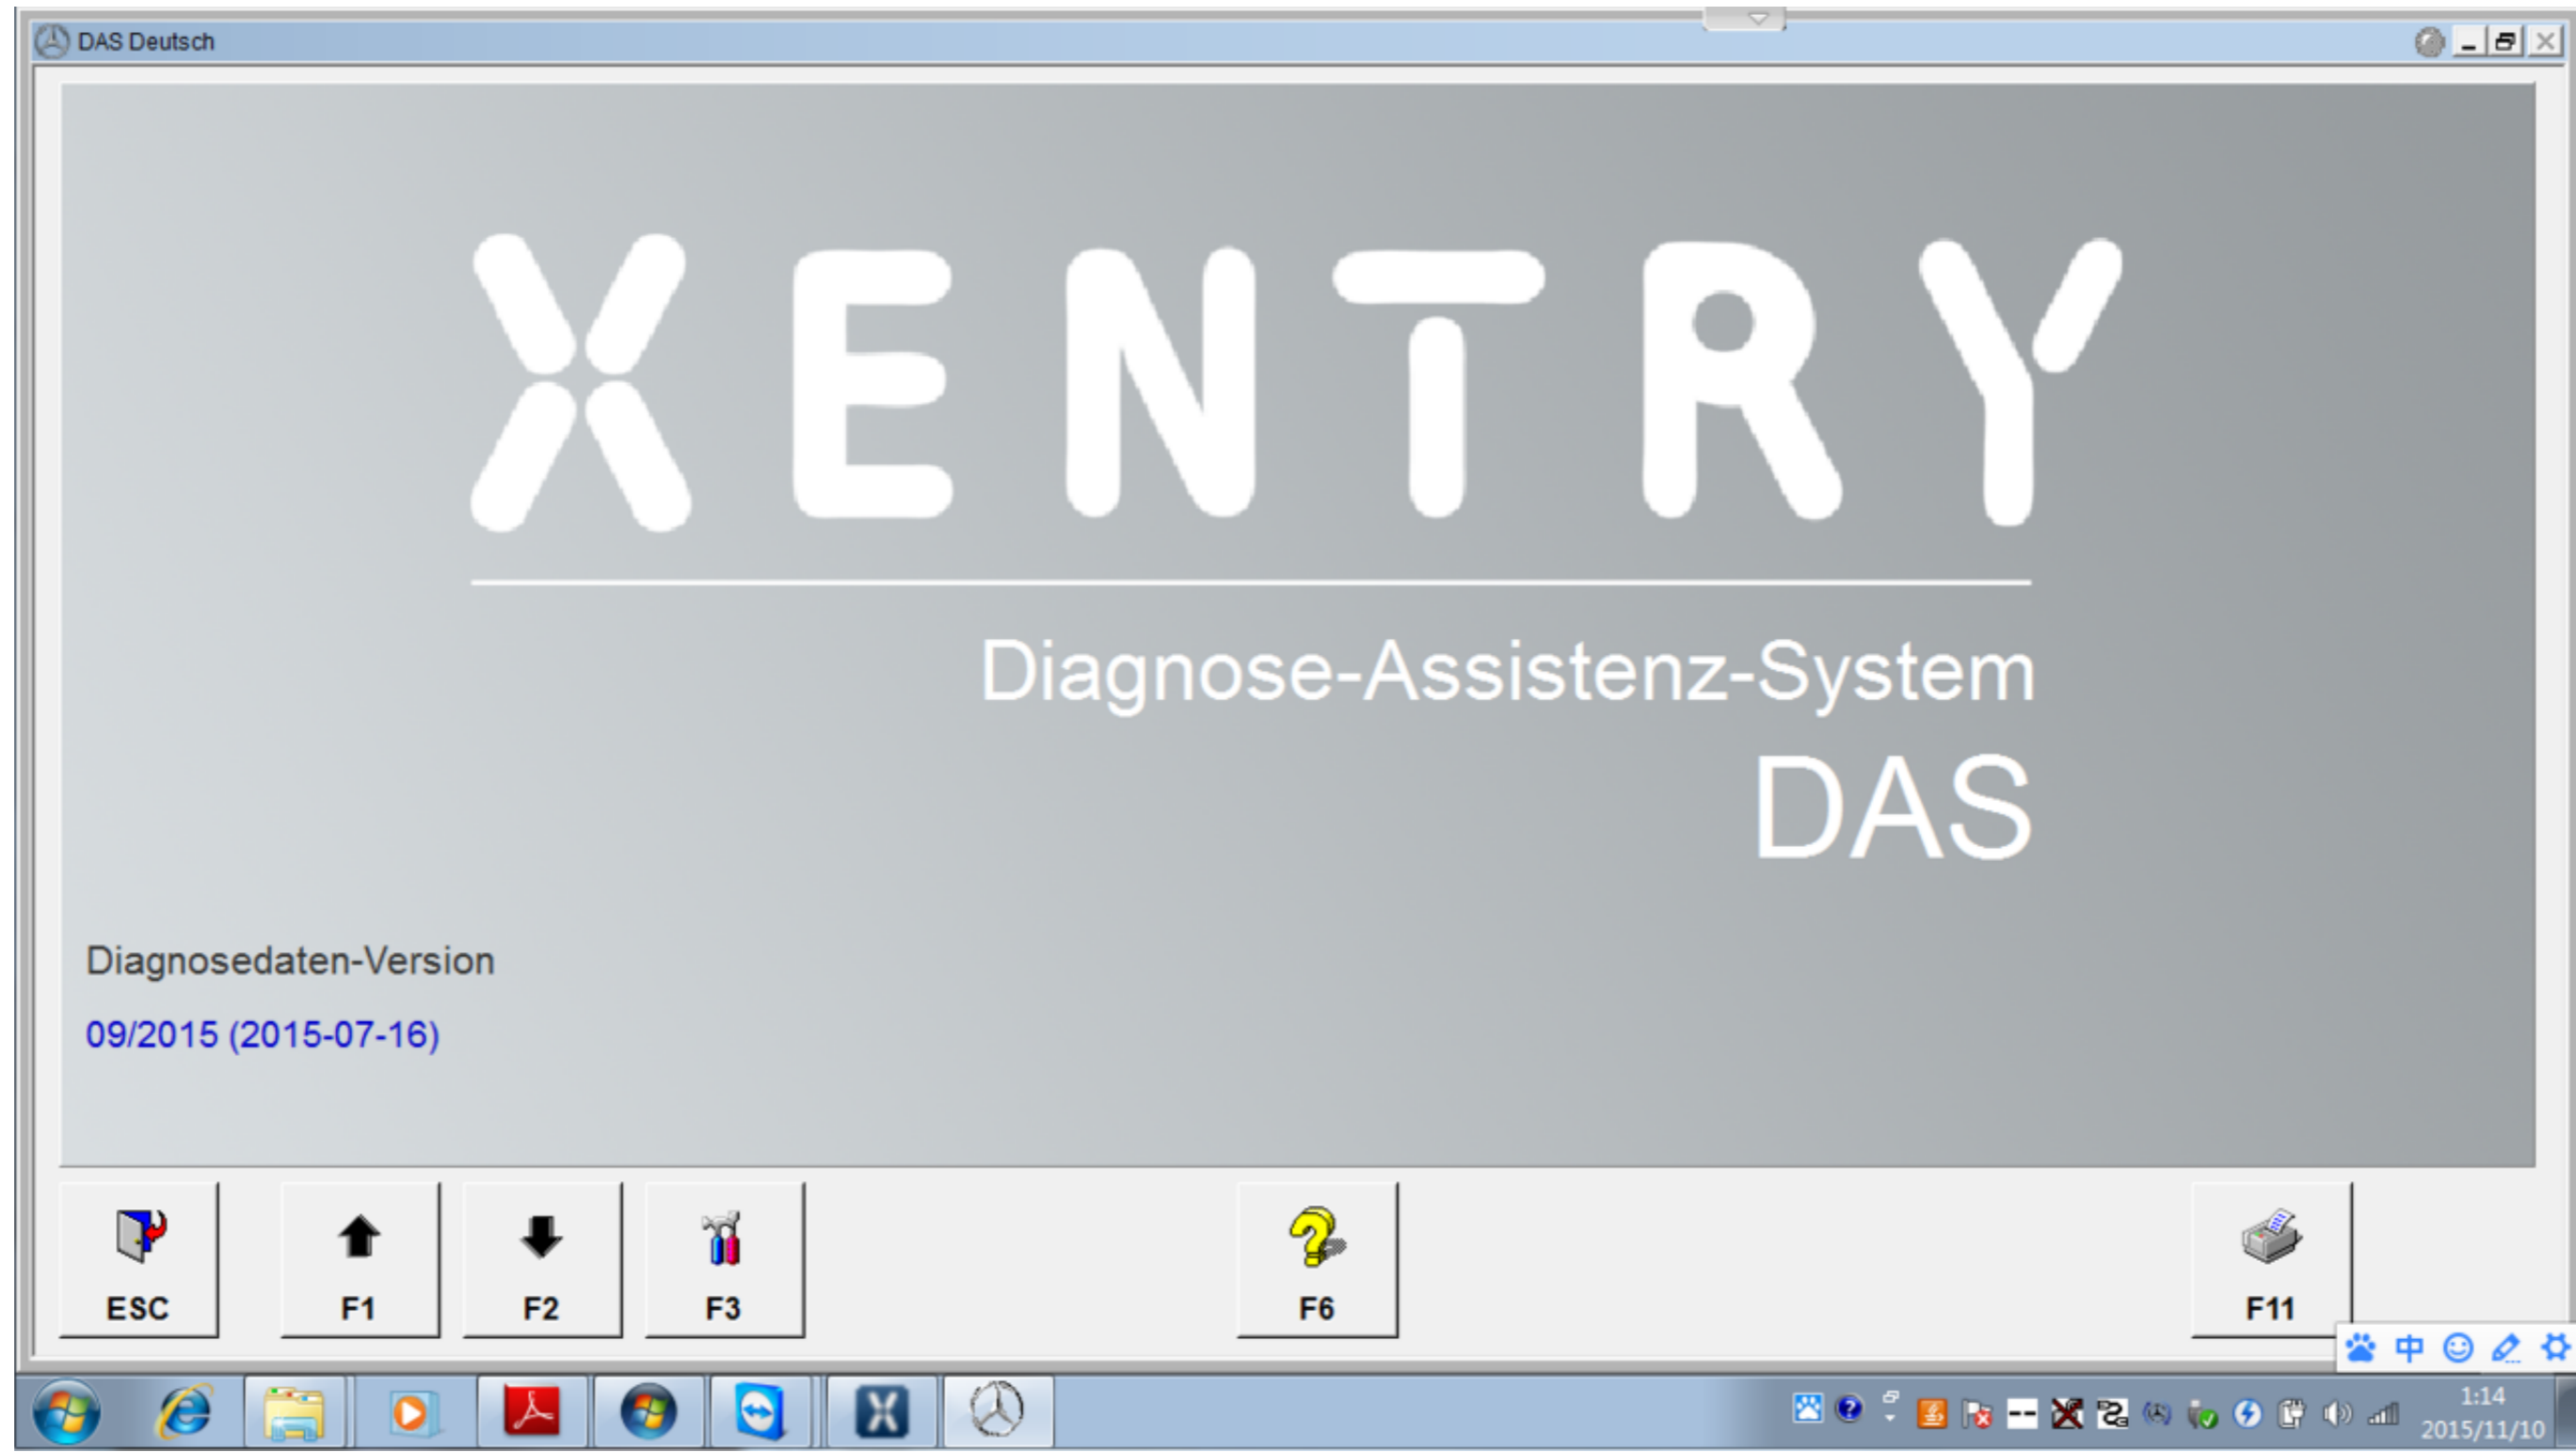 DAS Deutsch
XENTRY
Diagnose-Assistenz-System
DAS
Diagnosedaten-Version
09/2015 (2015-07-16)
ESC F1 F2 F3 F6 F11
中
1:14
2015/11/10